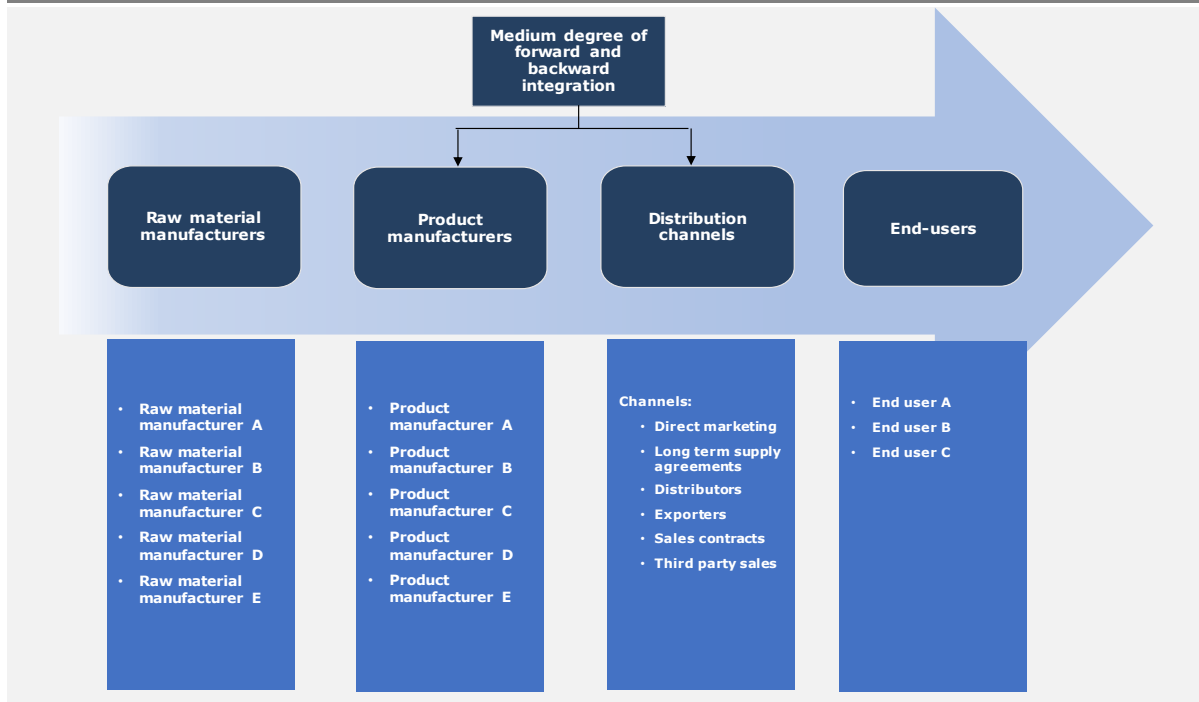 Medium degree of
forward and
backward
integration
Raw material
manufacturers
Product
manufacturers
Distribution
channels
End-users
• Raw material
manufacturer A
• Raw material
manufacturer B
• Raw material
manufacturer C
• Raw material
manufacturer D
• Raw material
manufacturer E
• Product
manufacturer A
• Product
manufacturer B
• Product
manufacturer C
• Product
manufacturer D
• Product
manufacturer E
Channels:
• Direct marketing
• Long term supply
agreements
• Distributors
• Exporters
• Sales contracts
• Third party sales
• End user A
• End user B
• End user C